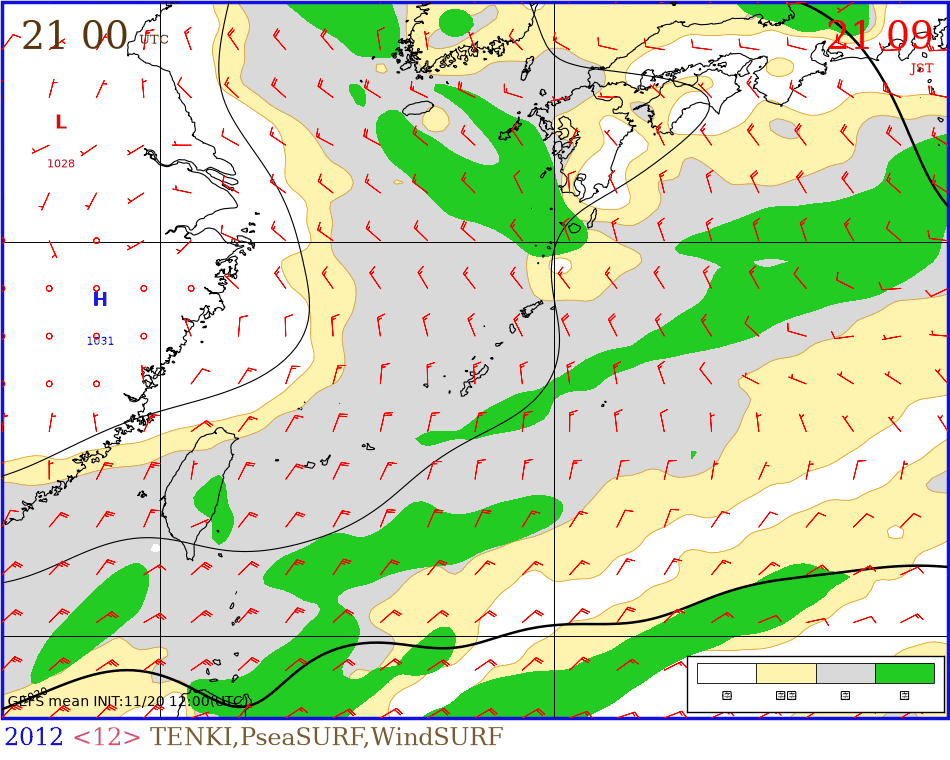 21 00 UTC
21 09 JST
L
1028
H
1031
1020
GEFS mean INIT:11/20 12:00(UTC)
2012 <12> TENKI,PseaSURF,WindSURF